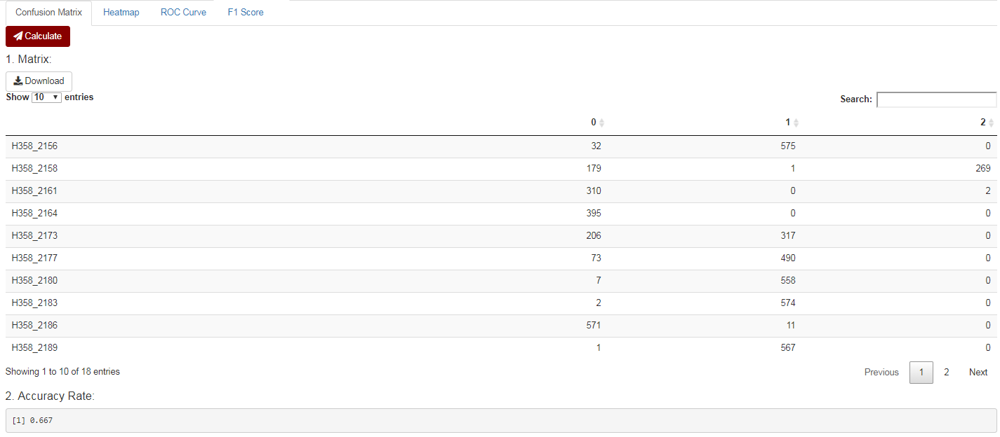 Confusion Matrix Heatmap ROC Curve F1 Score
Calculate
1. Matrix:
Download
Show 10 entries Search:
0 1 2
H358_2156 32 575 0
H358_2158 179 1 269
H358_2161 310 0 2
H358_2164 395 0 0
H358_2173 206 317 0
H358_2177 73 490 0
H358_2180 7 558 0
H358_2183 2 574 0
H358_2186 571 11 0
H358_2189 1 567 0
Showing 1 to 10 of 18 entries Previous 1 2 Next
2. Accuracy Rate:
[1] 0.667